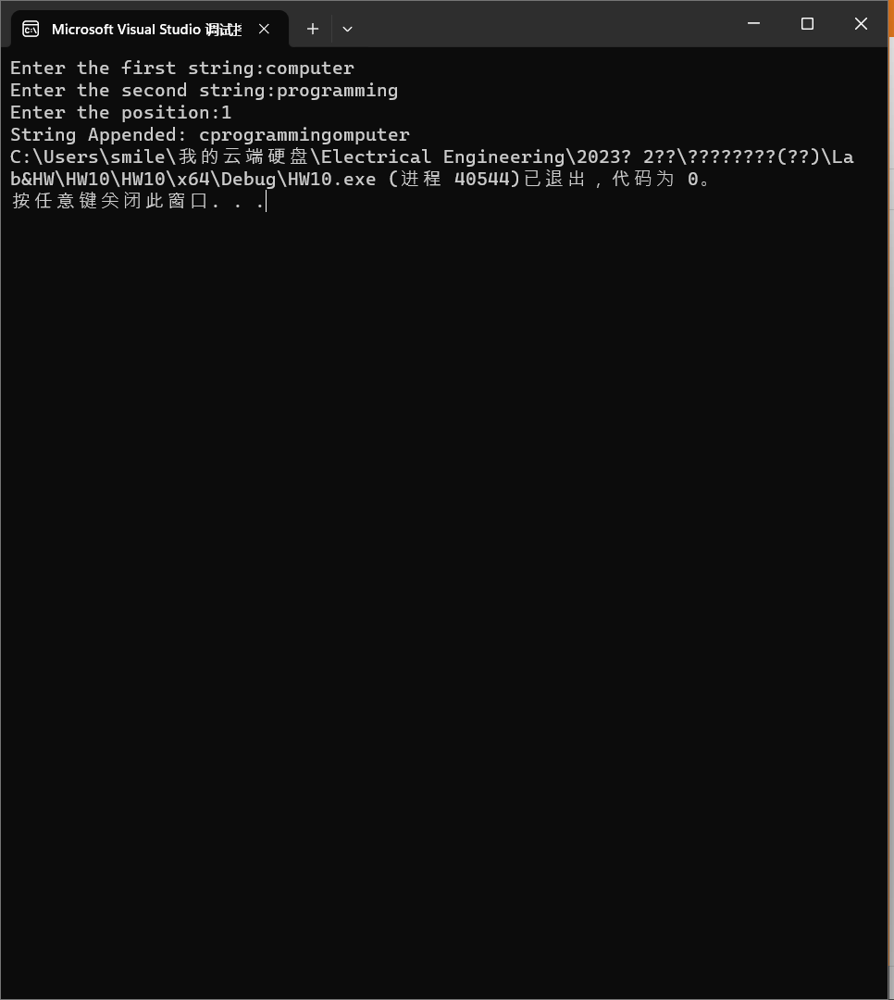 Microsoft Visual Studio 调试
Enter the first string:computer
Enter the second string:programming
Enter the position:1
String Appended: cprogrammingomputer
C:\Users\smile\我的云端硬盘\Electrical Engineering\2023? 2??\????????(??)\La
b&HW\HW10\HW10\x64\Debug\HW10.exe (进程 40544)已退出，代码为 0。
按任意键关闭此窗口. . .